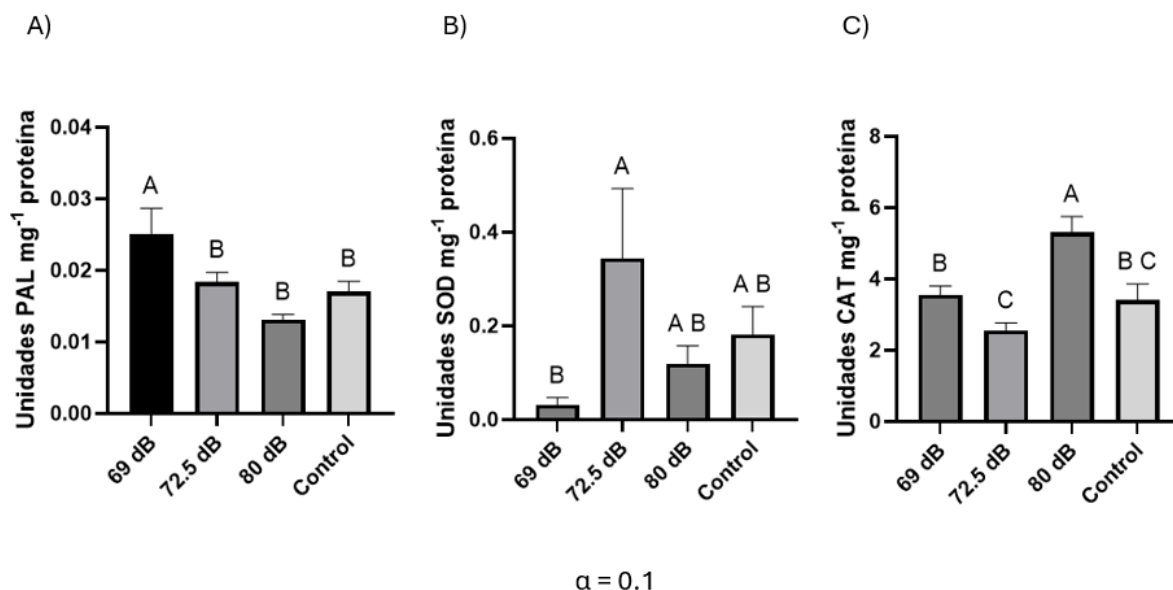 A)
Unidades PAL mg⁻¹ proteína
0.04
0.03
0.02
0.01
0.00
A
B
B
B
69 dB
72.5 dB
80 dB
Control
B)
Unidades SOD mg⁻¹ proteína
0.6
0.4
0.2
0.0
B
A
A B
A B
69 dB
72.5 dB
80 dB
Control
C)
Unidades CAT mg⁻¹ proteína
8
6
4
2
0
B
C
A
B C
69 dB
72.5 dB
80 dB
Control
α = 0.1